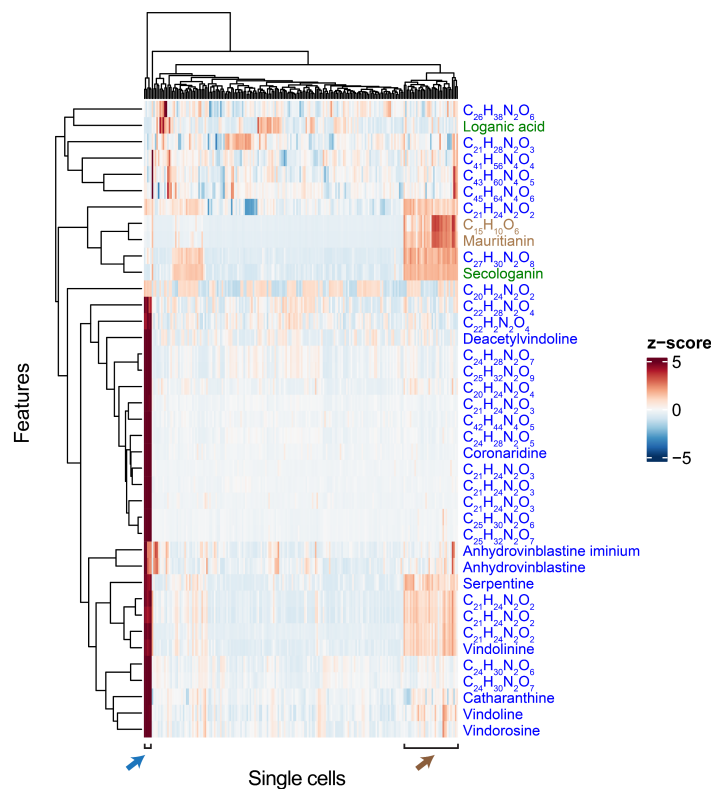 C26H38N2O6
Loganic acid
C21H28N2O3
C41H56N4O4
C43H60N4O5
C45H64N4O6
C21H24N2O2
C15H10O6
Mauritianin
C27H30N2O8
Secologanin
C20H24N2O2
C22H28N2O4
C22H2N2O4
Deacetylvindoline
C24H28N2O7
C25H32N2O9
C20H24N2O4
C21H24N2O3
C42H44N4O5
C24H28N2O5
Coronaridine
C21H24N2O3
C21H24N2O3
C21H24N2O3
C25H30N2O6
C25H32N2O7
Anhydrovinblastine iminium
Anhydrovinblastine
Serpentine
C21H24N2O2
C21H24N2O2
C21H24N2O2
Vindolinine
C24H30N2O6
C24H30N2O7
Catharanthine
Vindoline
Vindorosine
Features
Single cells
z−score
5
0
−5